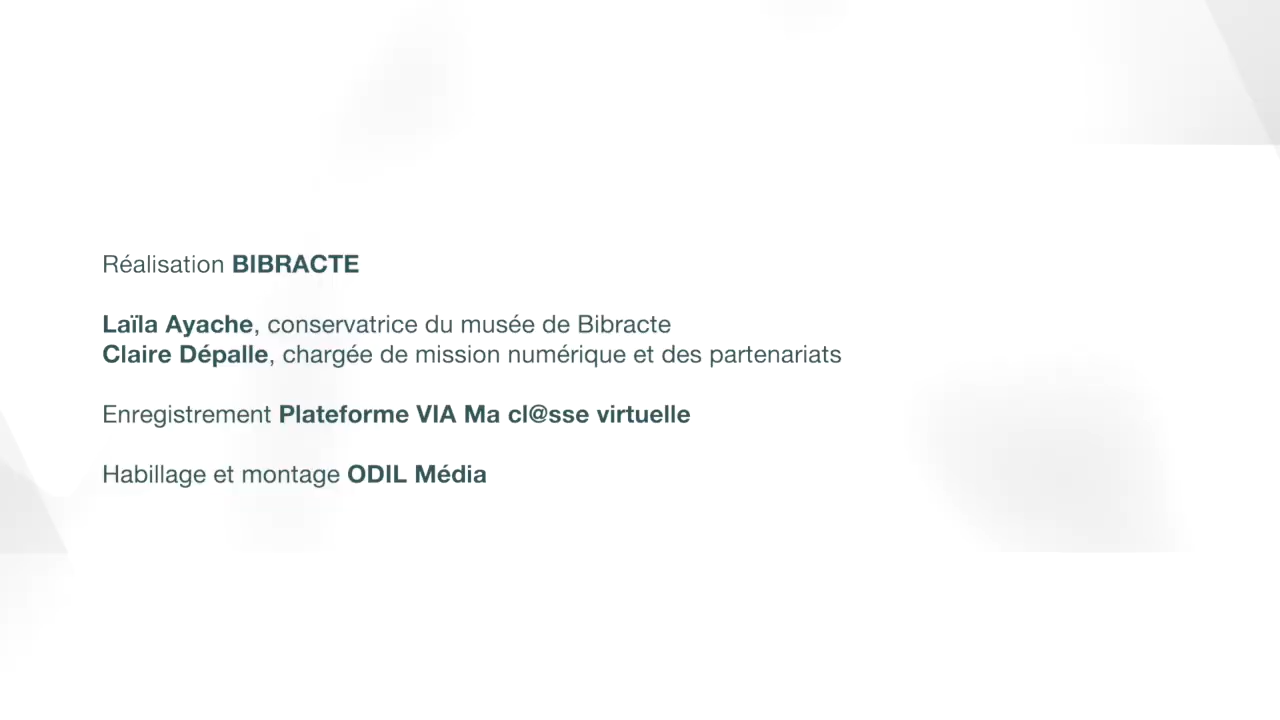 Réalisation BIBRACTE
Laïla Ayache, conservatrice du musée de Bibracte
Claire Dépalle, chargée de mission numérique et des partenariats
Enregistrement Plateforme VIA Ma cl@sse virtuelle
Habillage et montage ODIL Média